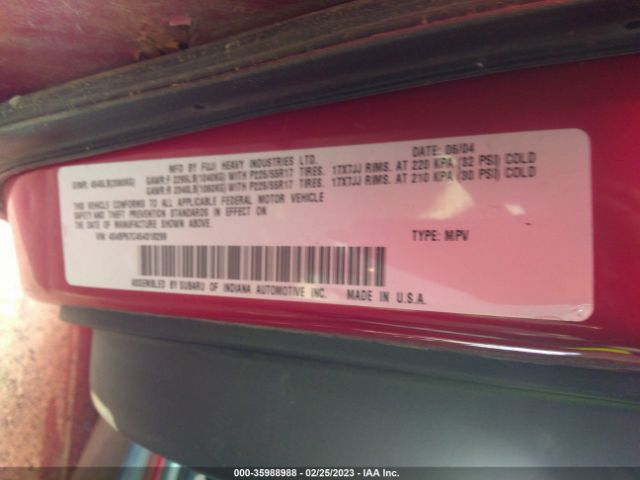 MFD BY FUJI HEAVY INDUSTRIES LTD. DATE: 06/04
GAWR:F 2295LB(1040KG) WITH P225/55R17 TIRES. 17X7JJ RIMS. AT 220 KPA (32 PSI) COLD
GAWR:R WITH P225/55R17 TIRES. 17X7JJ RIMS. AT 210 KPA (30 PSI) COLD
THIS VEHICLE CONFORMS TO ALL APPLICABLE FEDERAL MOTOR VEHICLE
SAFETY AND THEFT PREVENTION STANDARDS IN EFFECT ON
THE DATE OF MANUFACTURE SHOWN ABOVE.
TYPE: MPV
ASSEMBLED BY SUBARU OF INDIANA AUTOMOTIVE INC. MADE IN U.S.A.
000-35988988 - 02/25/2023 - IAA Inc.